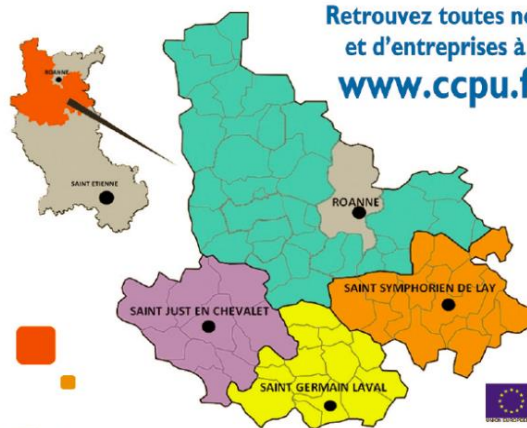 Retrouvez toutes n
et d'entreprises à
www.ccpu.f
ROANNE
SAINT ETIENNE
ROANNE
SAINT SYMPHORIEN DE LAY
SAINT JUST EN CHEVALET
SAINT GERMAIN LAVAL